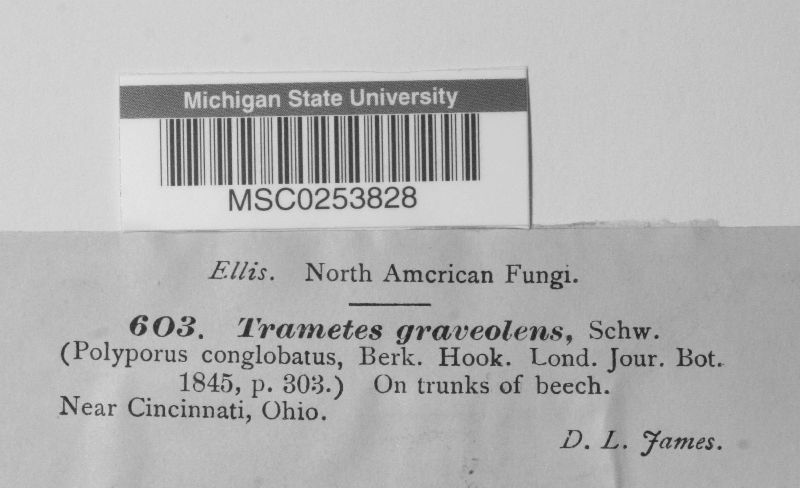 Michigan State University
MSC0253828
Ellis. North American Fungi.
603. Trametes graveolens, Schw.
(Polyporus conglobatus, Berk. Hook. Lond. Jour. Bot.
1845, p. 303.) On trunks of beech.
Near Cincinnati, Ohio.
D. L. James.